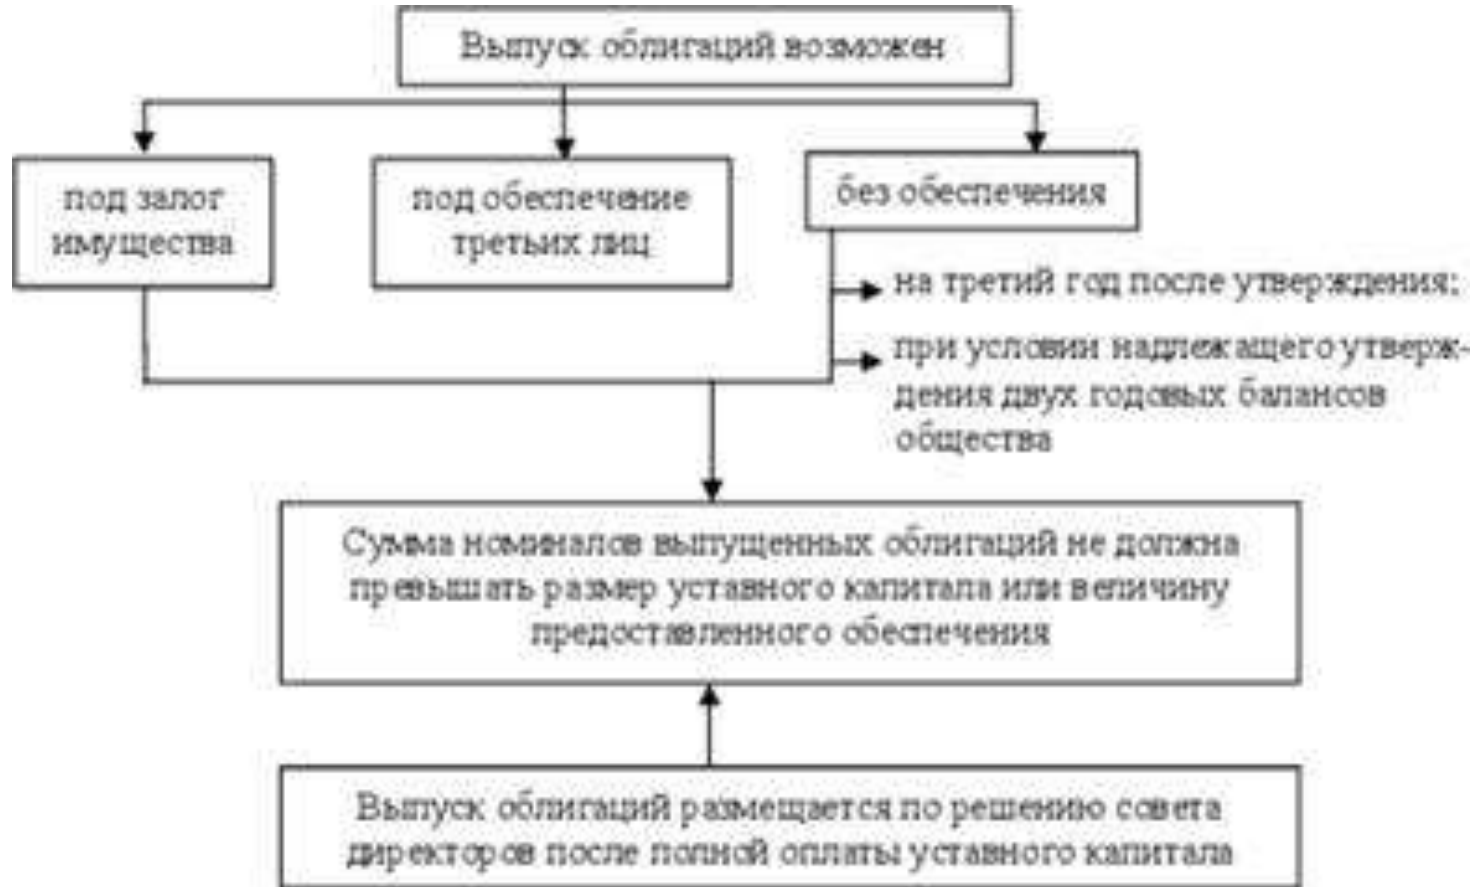 Выпуск облигаций возможен
под залог
имущества
под обеспечение
третьих лиц
без обеспечения
на третий год после утверждения;
при условии надлежащего утверж-
дения двух годовых балансов
общества
Сумма номиналов выпущенных облигаций не должна
превышать размер уставного капитала или величину
предоставленного обеспечения
Выпуск облигаций размещается по решению совета
директоров после полной оплаты уставного капитала